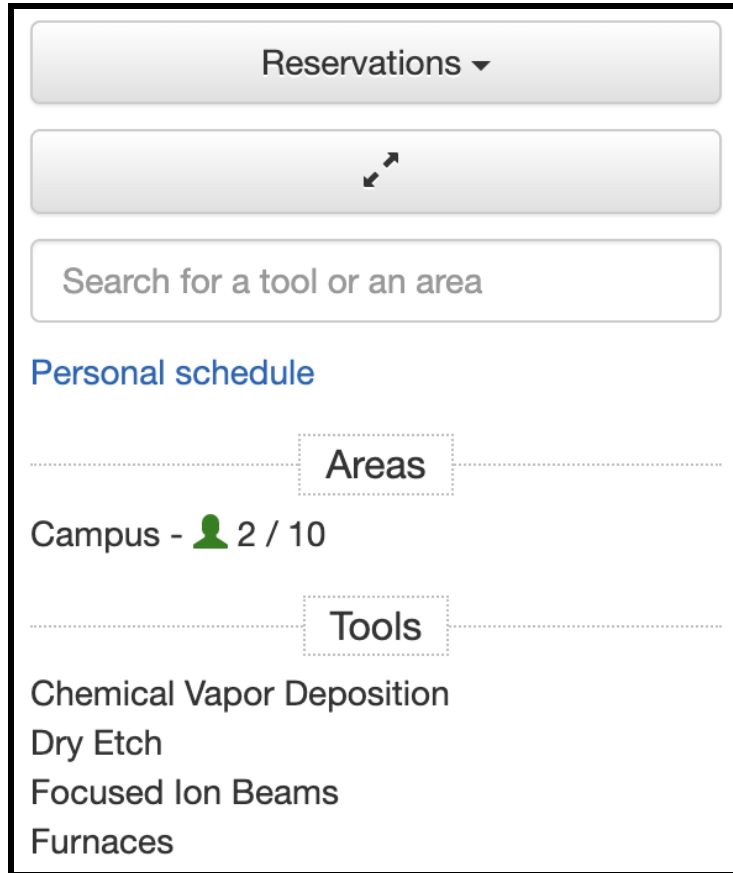 Reservations
Search for a tool or an area
Personal schedule
Areas
Campus - 2 / 10
Tools
Chemical Vapor Deposition
Dry Etch
Focused Ion Beams
Furnaces